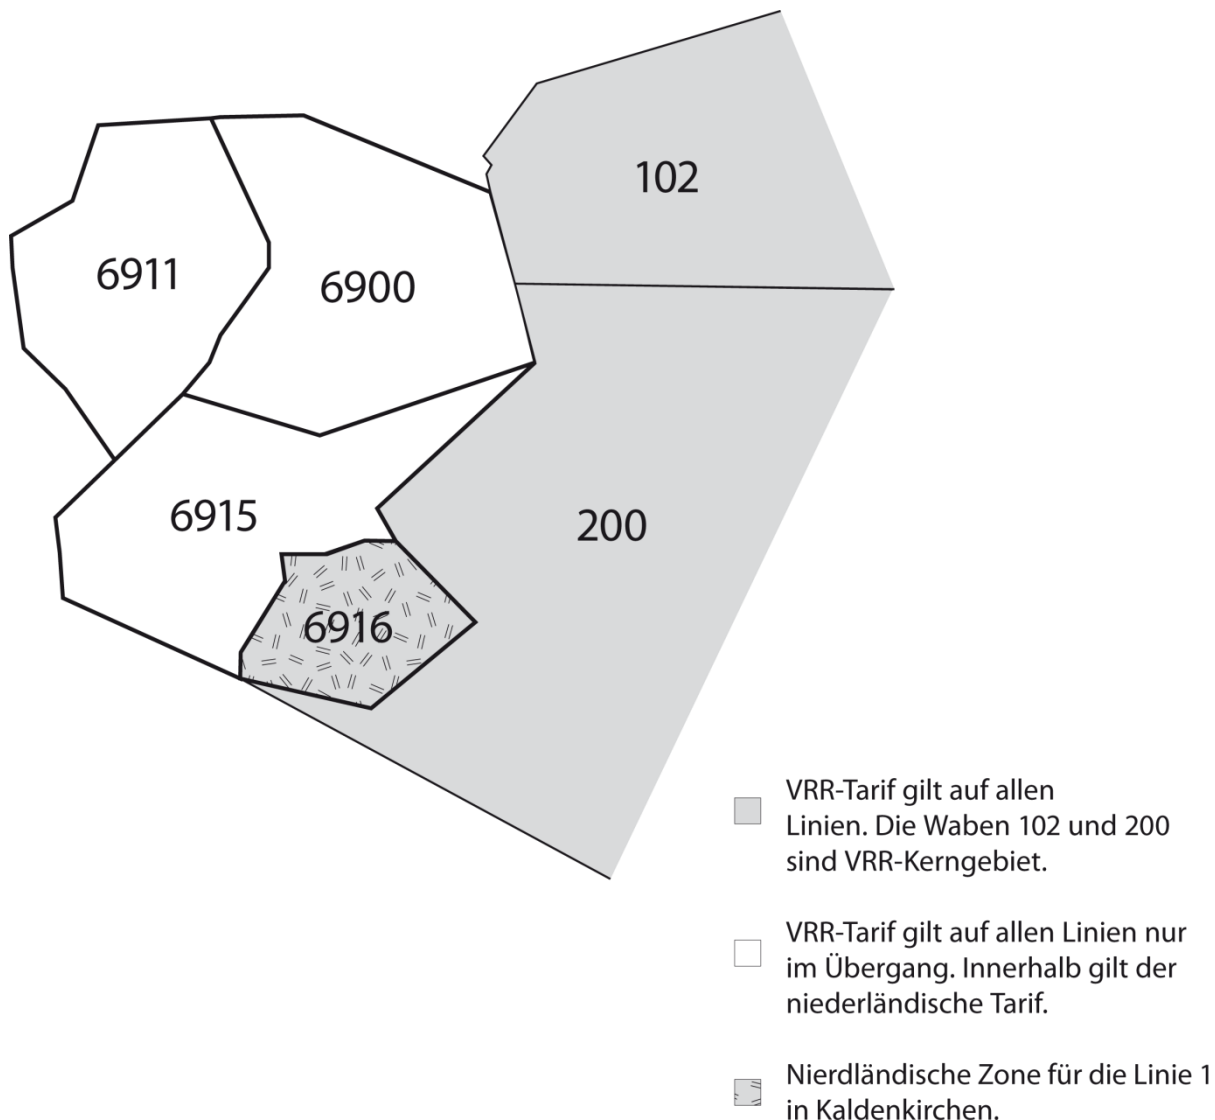 102
6911
6900
6915
200
6916
VRR-Tarif gilt auf allen
Linien. Die Waben 102 und 200
sind VRR-Kerngebiet.
VRR-Tarif gilt auf allen Linien nur
im Übergang. Innerhalb gilt der
niederländische Tarif.
Nierdländische Zone für die Linie 1
in Kaldenkirchen.